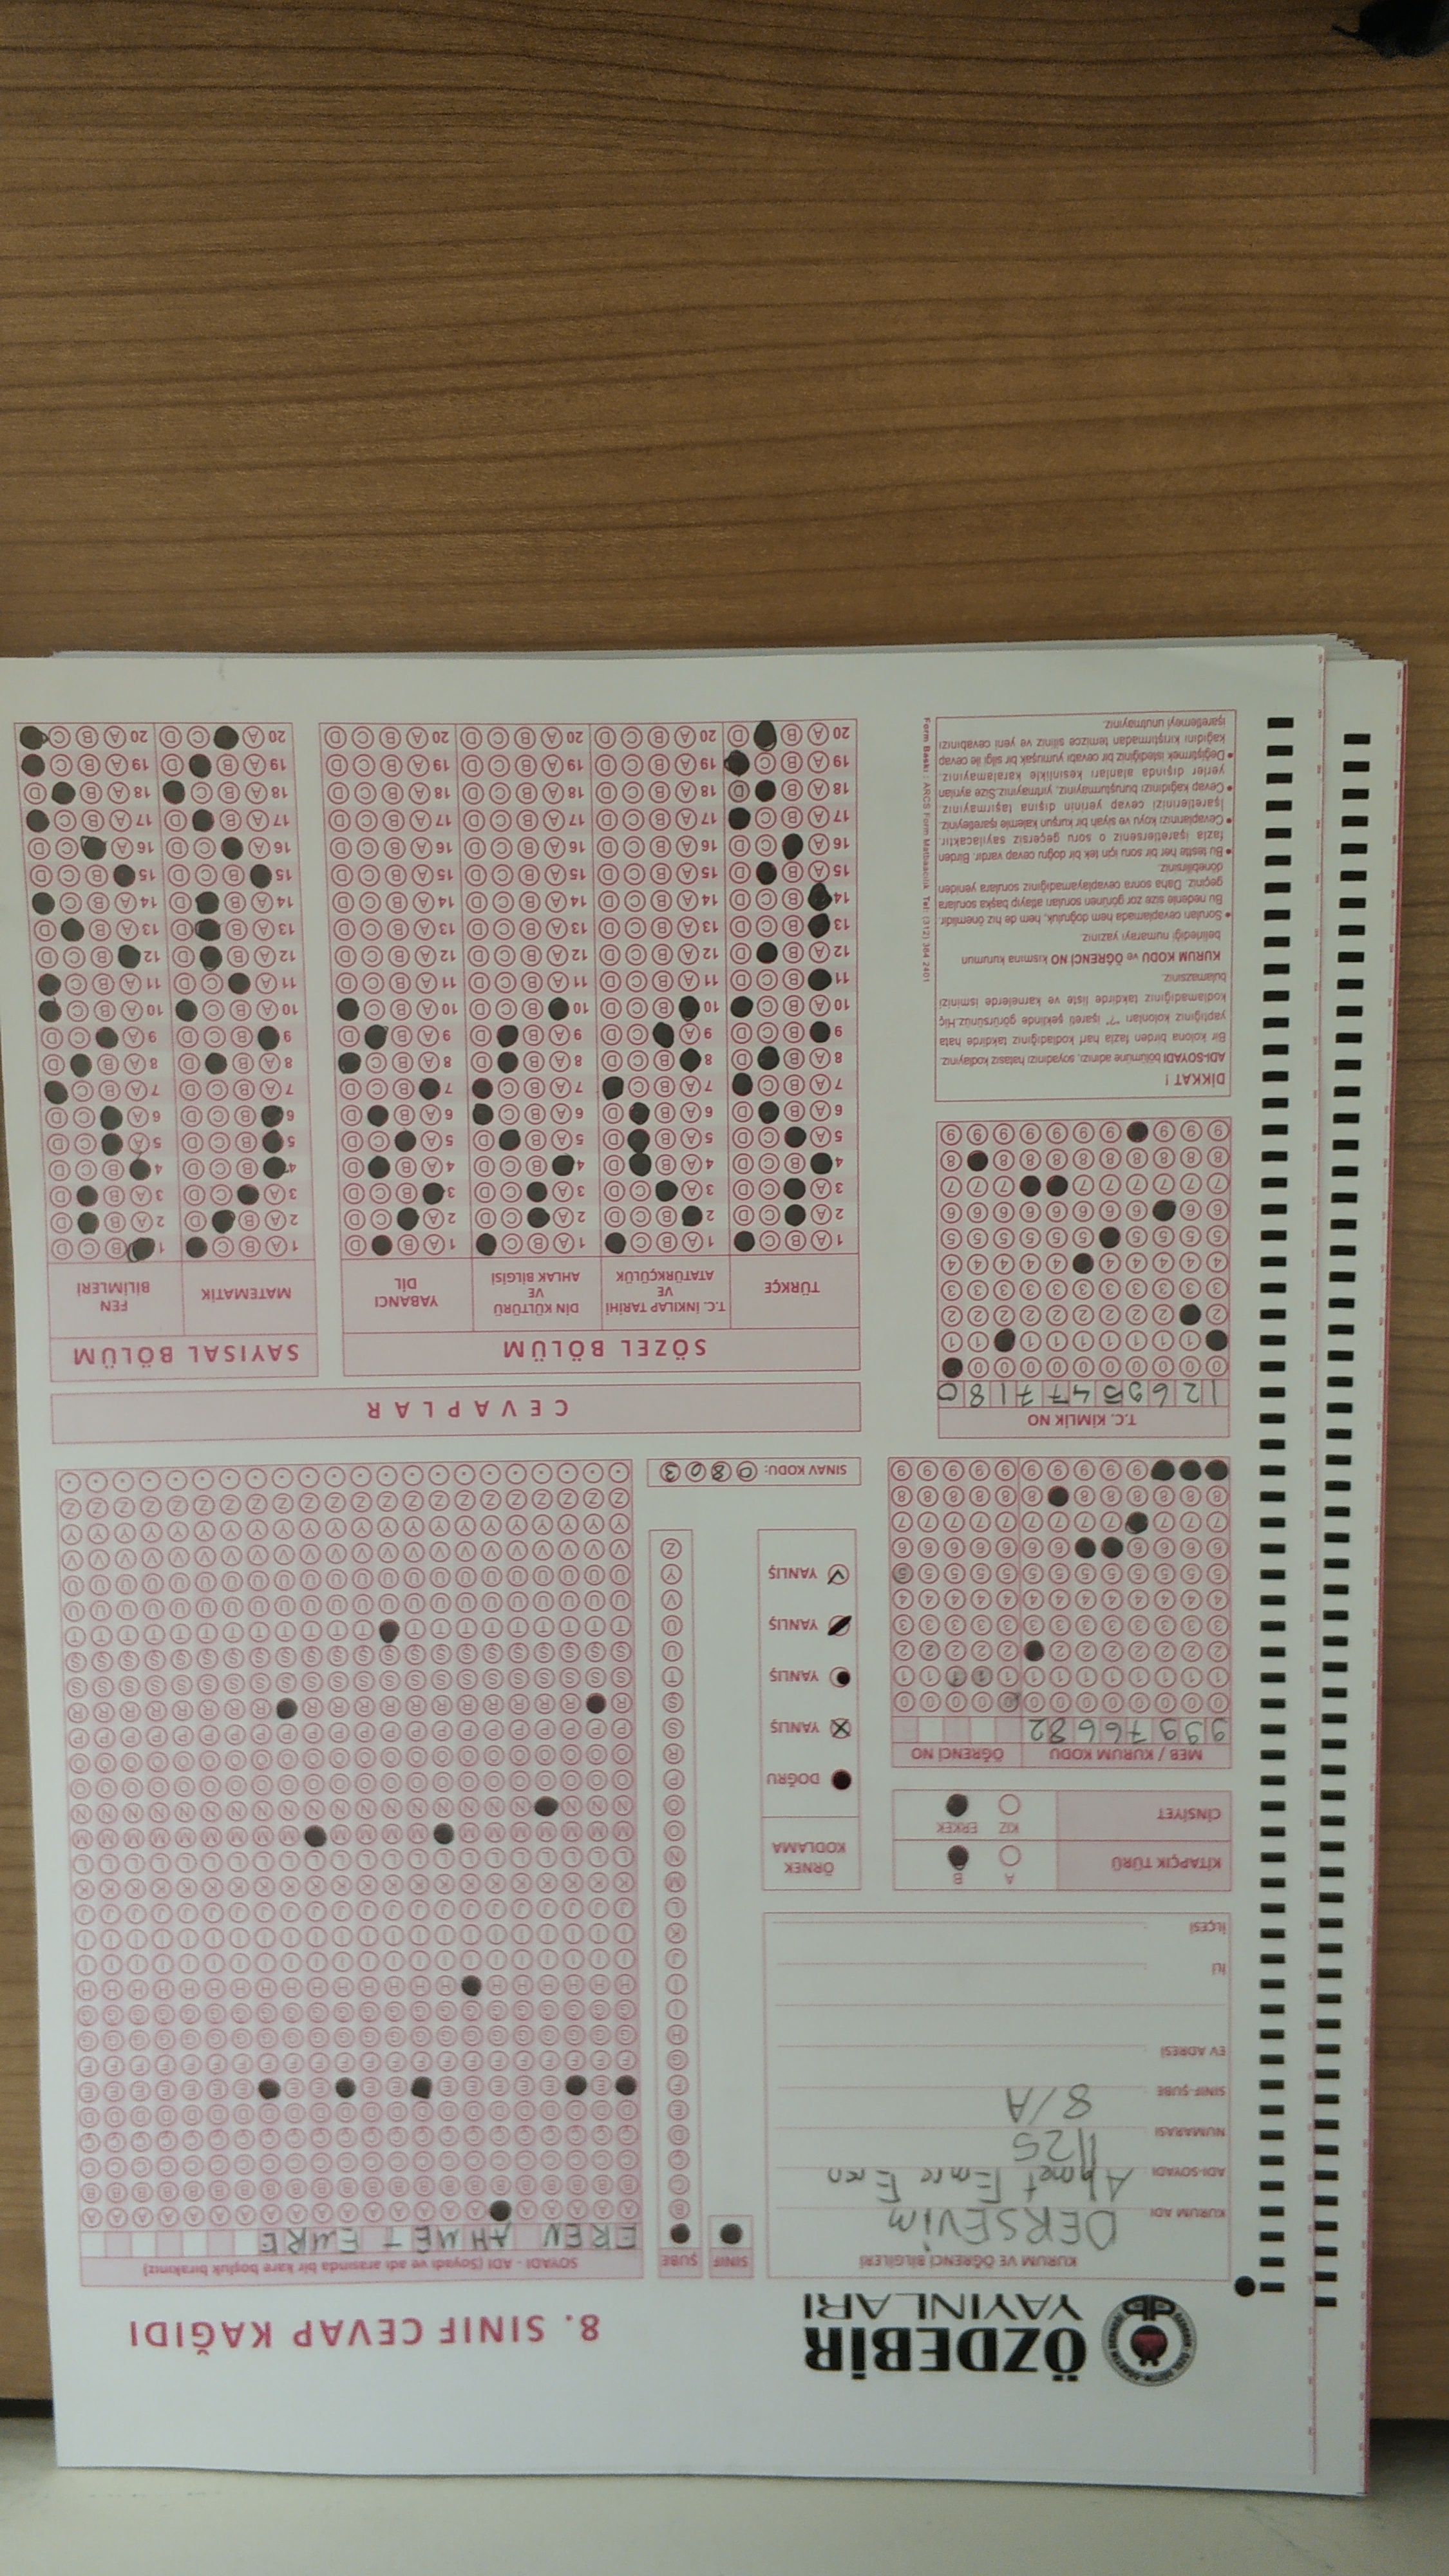 ÖZDEBİR
YAYINLARI
8. SINIF CEVAP KAĞIDI
KURUM VE ÖĞRENCİ BİLGİLERİ
KURUM ADI DERSEVİM
ADI-SOYADI Ahmet Emre Eren
NUMARASI 1125
SINIF-ŞUBE 8/A
EV ADRESİ
İLİ
İLÇESİ
SINIF
ŞUBE
SOYADI - ADI (Soyadı ve adı arasında bir kare boşluk bırakınız)
EREN AHMET EMRE
KİTAPÇIK TÜRÜ A B
CİNSİYET KIZ ERKEK
ÖRNEK
KODLAMA
DOĞRU
YANLIŞ
YANLIŞ
YANLIŞ
YANLIŞ
MEB / KURUM KODU
99976682
ÖĞRENCİ NO
SINAV KODU: 0803
T.C. KİMLİK NO
12695477180
CEVAPLAR
SÖZEL BÖLÜM
SAYISAL BÖLÜM
TÜRKÇE
T.C. İNKILAP TARİHİ
VE
ATATÜRKÇÜLÜK
DİN KÜLTÜRÜ
VE
AHLAK BİLGİSİ
YABANCI
DİL
MATEMATİK
FEN
BİLİMLERİ
DİKKAT !
ADI-SOYADI bölümüne adınızı, soyadınızı hatasız kodlayınız.
Bir kolona birden fazla harf kodladığınız takdirde hata
yaptığınız kolonları "?" işareti şeklinde görürsünüz.Hiç
kodlamadığınız takdirde liste ve karnelerde isminizi
bulamazsınız.
KURUM KODU ve ÖĞRENCİ NO kısmına kurumun
belirlediği numarayı yazınız.
• Soruları cevaplamada hem doğruluk, hem de hız önemlidir.
Bu nedenle size zor görünen soruları atlayıp başka sorulara
geçiniz. Daha sonra cevaplayamadığınız sorulara yeniden
dönebilirsiniz.
• Bu testte her bir soru için tek bir doğru cevap vardır. Birden
fazla işaretlerseniz o soru geçersiz sayılacaktır.
• Cevaplarınızı koyu ve siyah bir kurşun kalemle işaretleyiniz.
İşaretlerinizi cevap yerinin dışına taşırmayınız.
• Cevap kağıdınızı buruşturmayınız, yırtmayınız.Size ayrılan
yerler dışında alanları kesinlikle karalamayınız.
• Değiştirmek istediğiniz bir cevabı yumuşak bir silgi ile cevap
kağıdını kırıştırmadan temizce siliniz ve yeni cevabınızı
işaretlemeyi unutmayınız.
Form Baskı : ARCS Form Matbaacılık Tel: (312) 384 2401